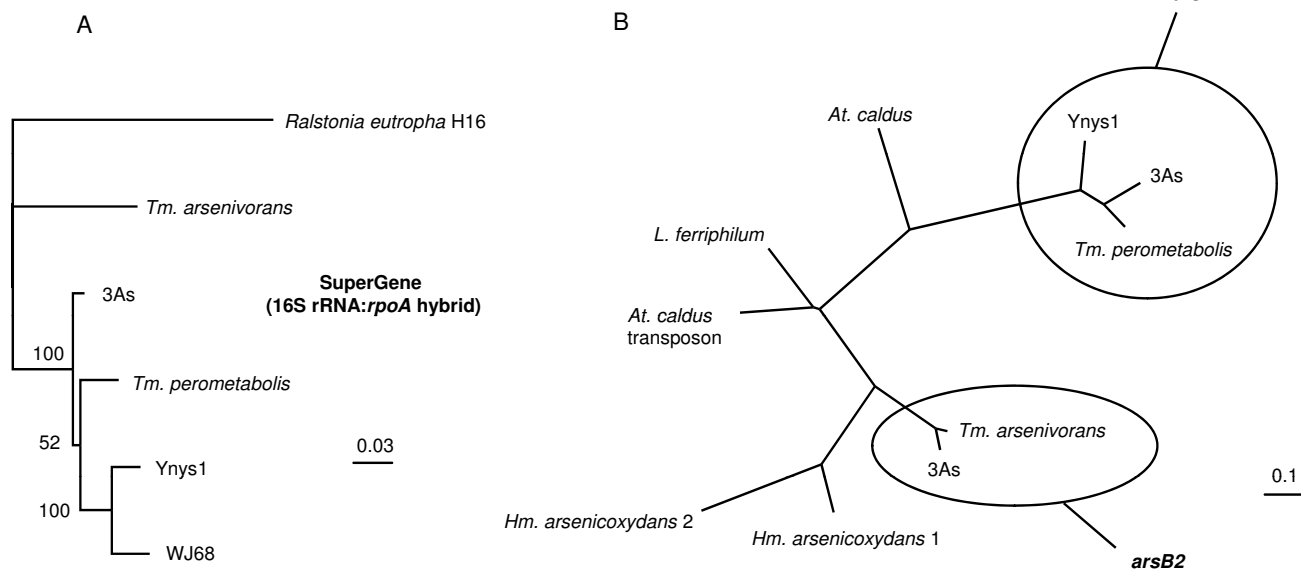 A
Ralstonia eutropha H16
Tm. arsenivorans
3As
SuperGene
(16S rRNA:rpoA hybrid)
100
Tm. perometabolis
52
0.03
Ynys1
100
WJ68
B
At. caldus
Ynys1
3As
Tm. perometabolis
L. ferriphilum
At. caldus
transposon
Tm. arsenivorans
3As
0.1
Hm. arsenicoxydans 2
Hm. arsenicoxydans 1
arsB2